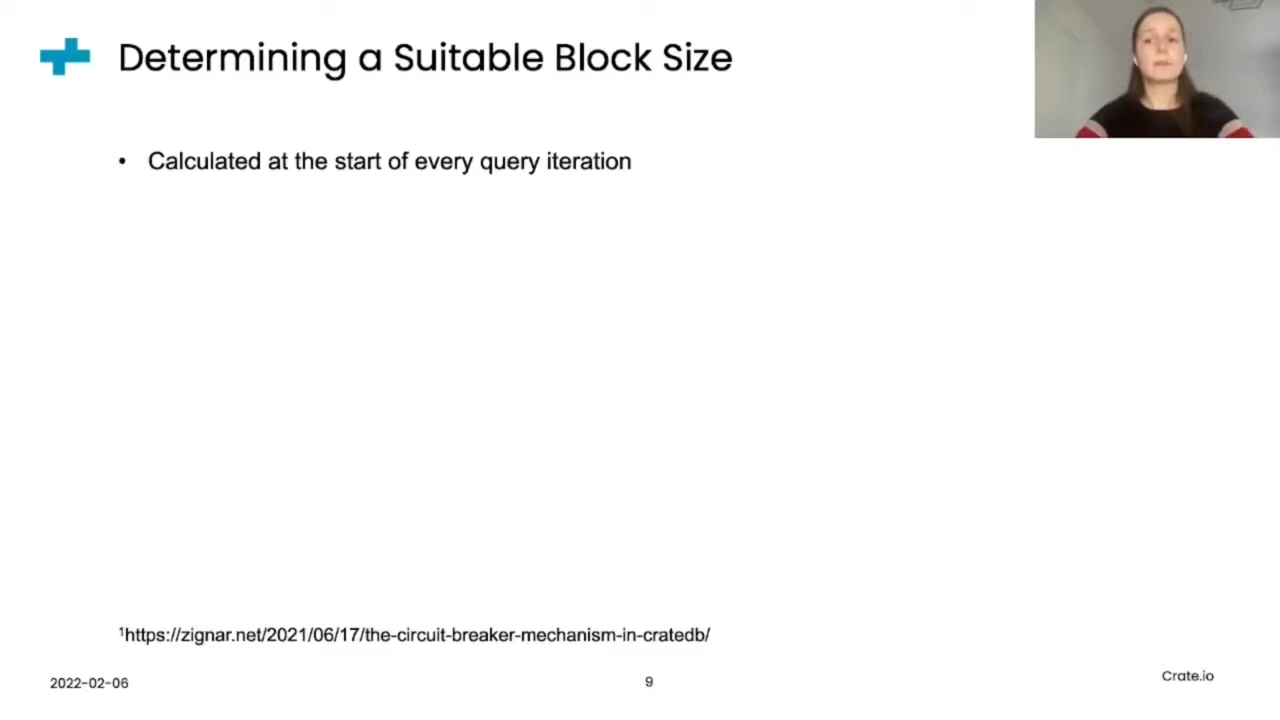 Determining a Suitable Block Size
• Calculated at the start of every query iteration
¹https://zignar.net/2021/06/17/the-circuit-breaker-mechanism-in-cratedb/
2022-02-06
9
Crate.io